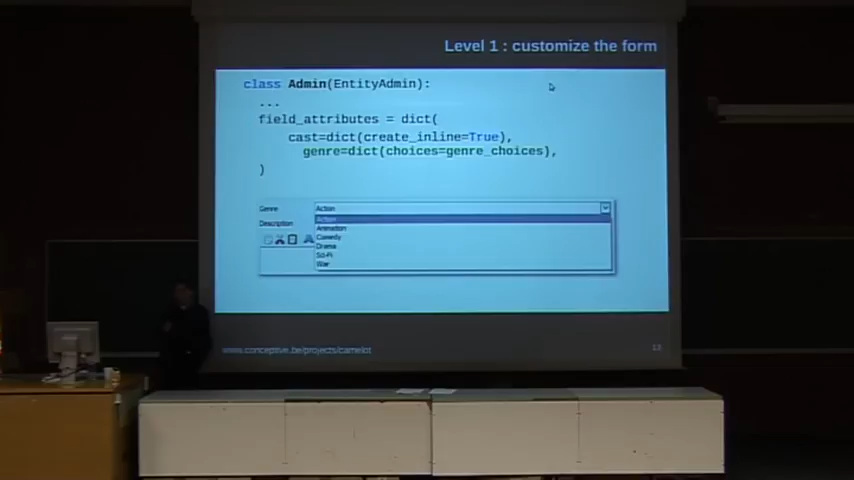 Level 1 : customize the form
class Admin(EntityAdmin):
...
field_attributes = dict(
cast=dict(create_inline=True),
genre=dict(choices=genre_choices),
)
Genre
Action
Description
Action
Animation
Comedy
Drama
Sci-Fi
War
www.conceptive.be/projects/camelot
13